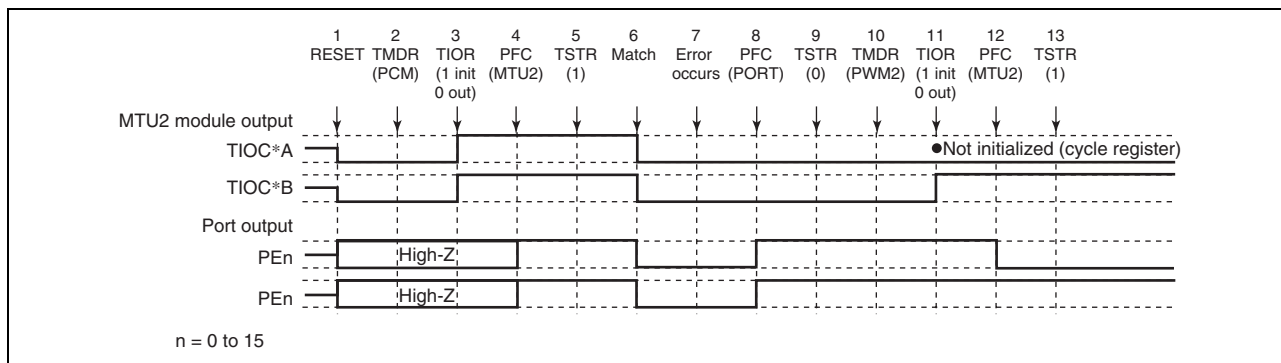 1 2 3 4 5 6 7 8 9 10 11 12 13
RESET TMDR TIOR PFC TSTR Match Error PFC TSTR TMDR TIOR PFC TSTR
(PCM) (1 init (MTU2) (1) occurs (PORT) (0) (PWM2) (1 init (MTU2) (1)
0 out) 0 out)
MTU2 module output
TIOC*A ●Not initialized (cycle register)
TIOC*B
Port output
PEn High-Z
PEn High-Z
n = 0 to 15